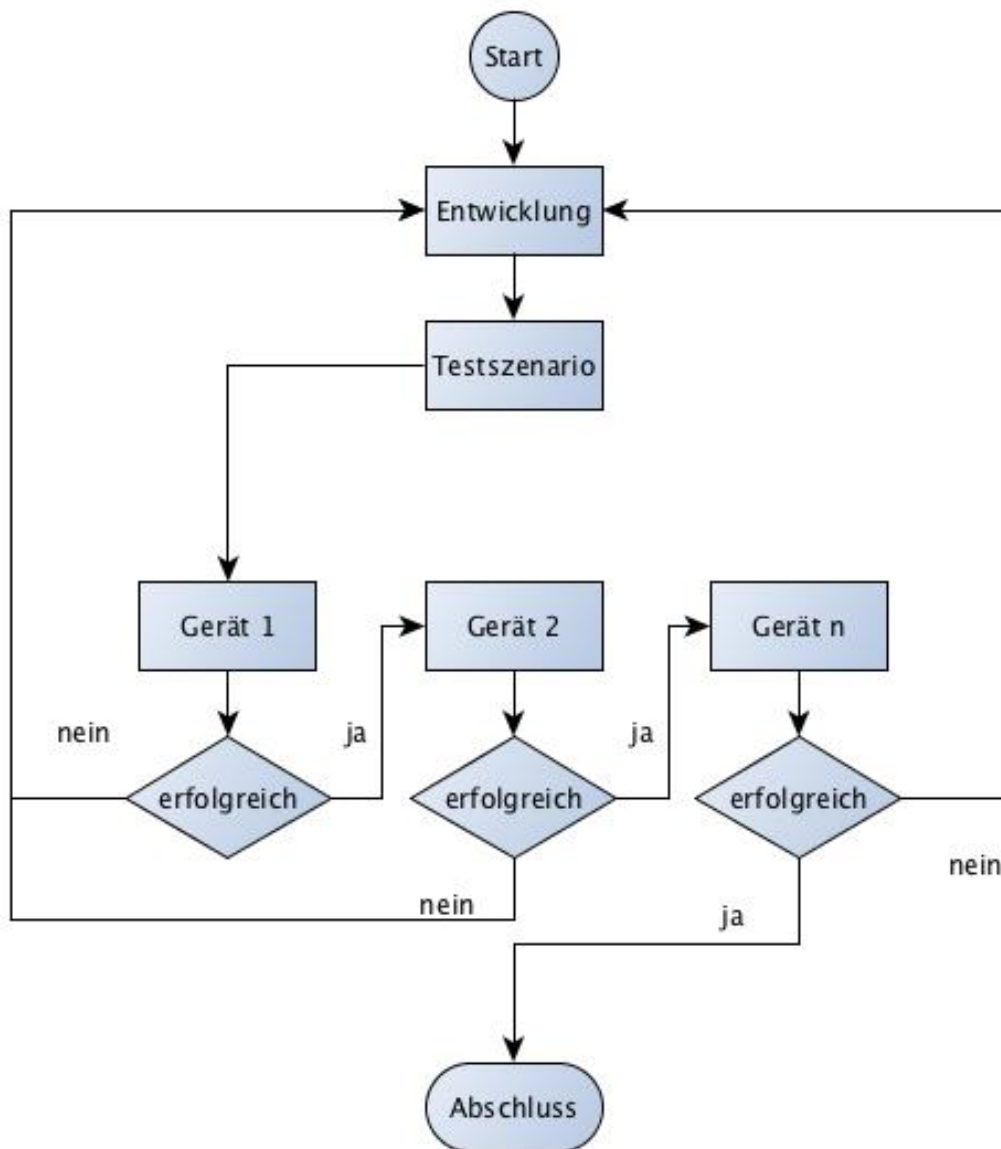 Start
Entwicklung
Testszenario
Gerät 1
Gerät 2
Gerät n
nein
ja
ja
erfolgreich
erfolgreich
erfolgreich
nein
nein
ja
Abschluss